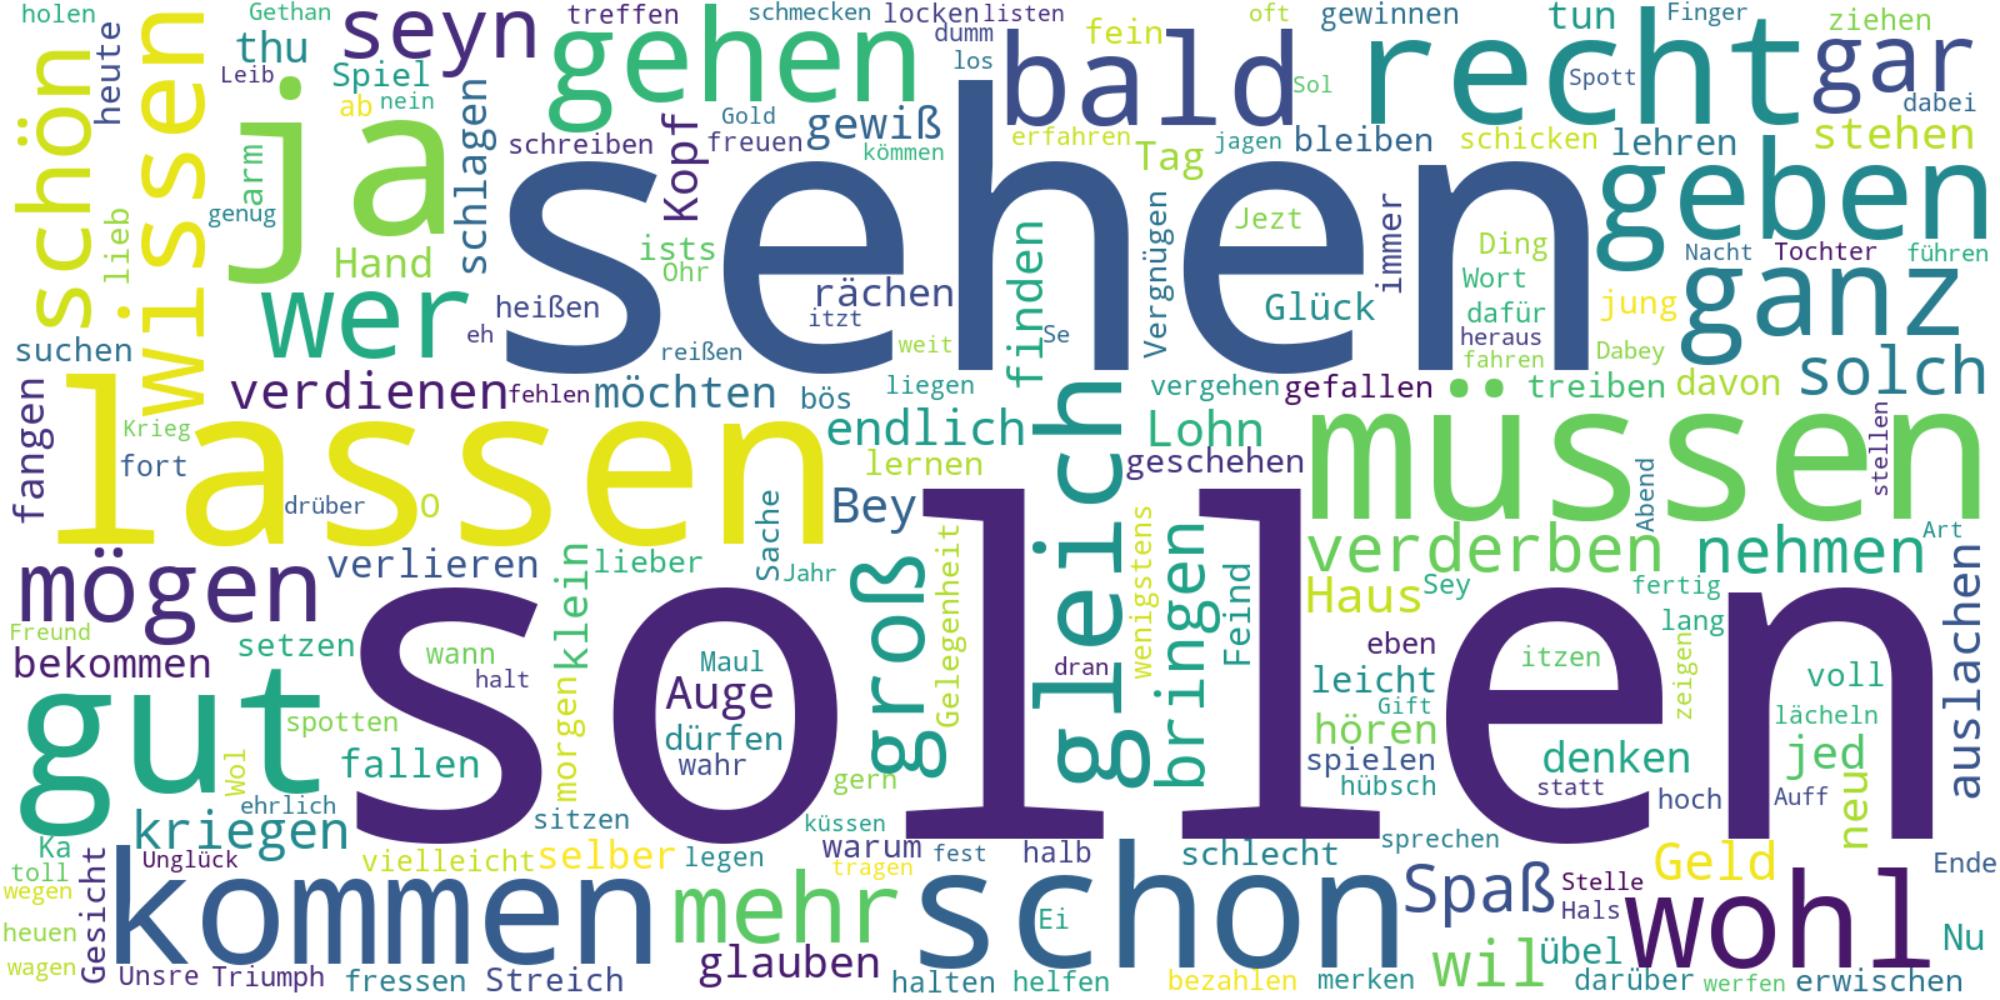 holen
Gethan
treffen
schmecken
locken
listen
oft
gewinnen
tun
Finger
ziehen
heute
thu
seyn
gehen
dumm
fein
bald
recht
gar
schön
wissen
Leib
Spiel
los
Sol
Spott
dabei
ab
nein
schlagen
Gold
gewiß
erfahren
jagen
bleiben
schicken
lehren
stehen
ja
schreiben
Kopf
freuen
kömmen
Tag
arm
genug
sehen
geben
lieb
Hand
ists
Ohr
finden
Vergnügen
Jezt
immer
Ding
Nacht
Tochter
führen
wer
heißen
rächen
itzt
eh
Se
Glück
Wort
dafür
heraus
fahren
jung
ganz
suchen
reißen
weit
Dabey
solch
fangen
verdienen
fehlen
möchten
bös
liegen
vergehen
gefallen
treiben
davon
lassen
Krieg
fort
endlich
gleich
Lohn
müssen
stellen
lernen
geschehen
drüber
O
Sache
Bey
Abend
mögen
verlieren
lieber
Jahr
groß
Gelegenheit
wenigstens
bringen
Feind
verderben
nehmen
Art
Haus
Sey
fertig
auslachen
Freund
bekommen
setzen
klein
morgen
sollen
lang
wann
halt
Maul
Auge
dürfen
wahr
dran
eben
leicht
Gift
itzen
zeigen
voll
gut
spotten
fallen
hören
spielen
hübsch
denken
statt
lächeln
jed
Wol
ehrlich
gern
hoch
Auff
neu
kriegen
sitzen
küssen
sprechen
Ka
Gesicht
Unglück
vielleicht
selber
legen
warum
tragen
fest
halb
schlecht
Geld
Ende
toll
wegen
kommen
mehr
schon
Ei
Spaß
Stelle
Hals
wohl
heuen
glauben
wil
übel
Nu
wagen
Unsre
Triumph
fressen
Streich
halten
helfen
bezahlen
merken
darüber
werfen
erwischen